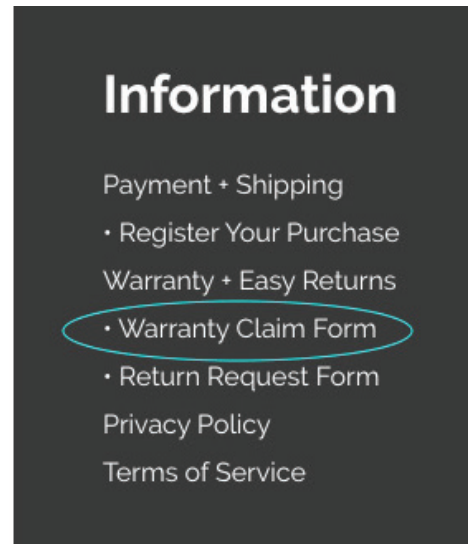 Information
Payment + Shipping
• Register Your Purchase
Warranty + Easy Returns
• Warranty Claim Form
• Return Request Form
Privacy Policy
Terms of Service